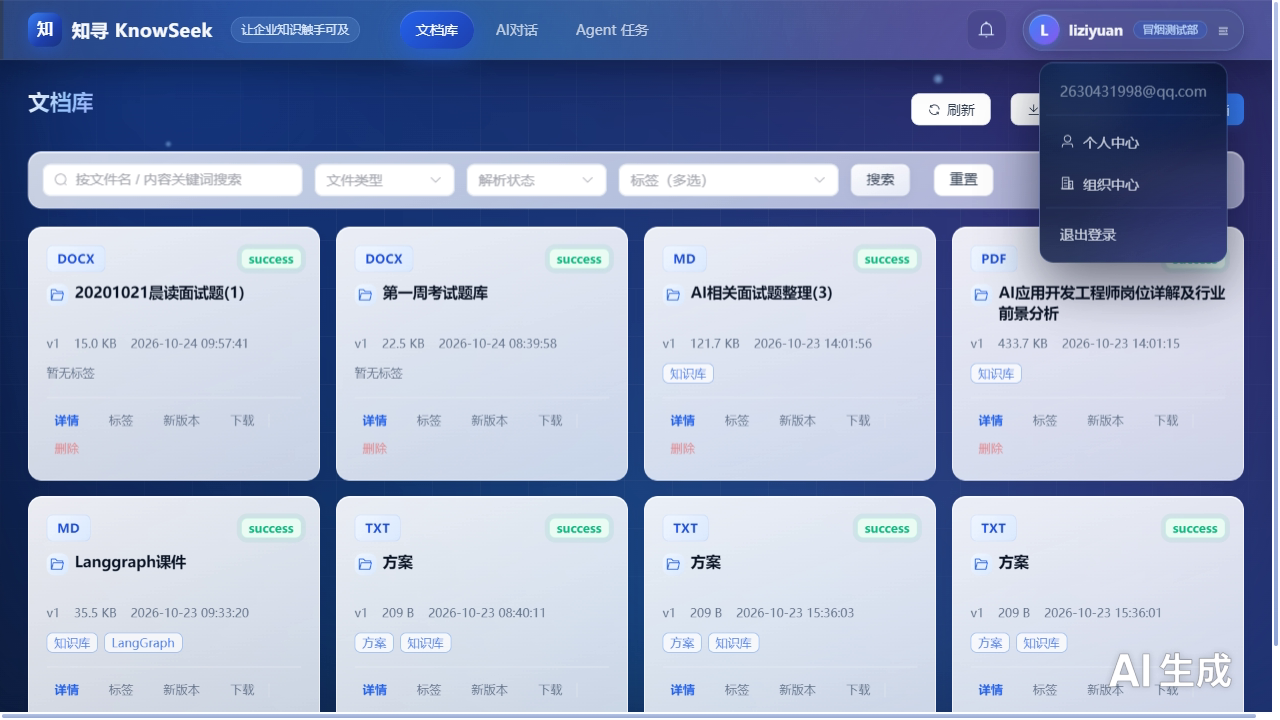 知 知寻 KnowSeek 让企业知识触手可及 文档库 AI对话 Agent 任务 L liziyuan 冒烟测试部
2630431998@qq.com
个人中心
组织中心
退出登录
文档库
刷新
按文件名 / 内容关键词搜索 文件类型 解析状态 标签（多选） 搜索 重置
DOCX success
20201021晨读面试题(1)
v1 15.0 KB 2026-10-24 09:57:41
暂无标签
详情 标签 新版本 下载
删除
DOCX success
第一周考试题库
v1 22.5 KB 2026-10-24 08:39:58
暂无标签
详情 标签 新版本 下载
删除
MD success
AI相关面试题整理(3)
v1 121.7 KB 2026-10-23 14:01:56
知识库
详情 标签 新版本 下载
删除
PDF
AI应用开发工程师岗位详解及行业
前景分析
v1 433.7 KB 2026-10-23 14:01:15
知识库
详情 标签 新版本 下载
删除
MD success
Langgraph课件
v1 35.5 KB 2026-10-23 09:33:20
知识库 LangGraph
详情 标签 新版本 下载
TXT success
方案
v1 209 B 2026-10-23 08:40:11
方案 知识库
详情 标签 新版本 下载
TXT success
方案
v1 209 B 2026-10-23 15:36:03
方案 知识库
详情 标签 新版本 下载
TXT success
方案
v1 209 B 2026-10-23 15:36:01
方案 知识库
详情 标签 新版本 下载
AI 生成